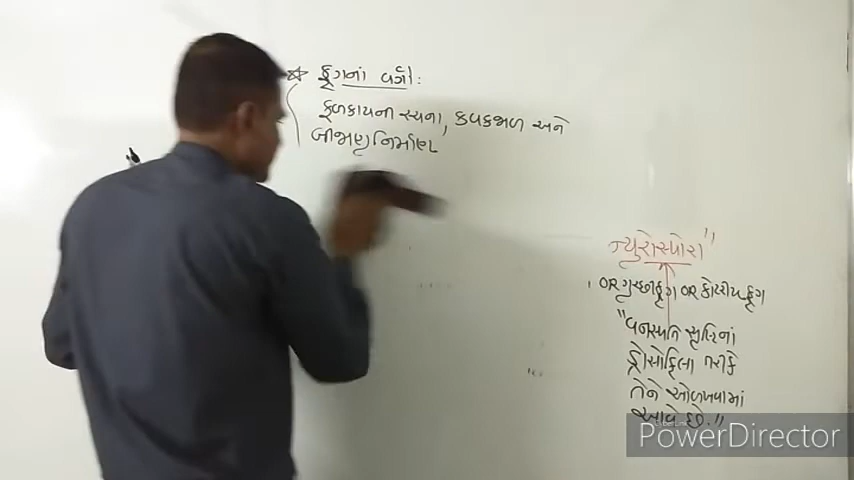 ☆ ફૂગનાં વર્ગો:
ફળકાયની રચના, કવકજાળ અને
બીજાણુનિર્માણ
ન્યુરોસ્પોરા"
OR ગુલાબી ફૂગ OR
"વનસ્પતિ સૃષ્ટિનાં
ડ્રોસોફિલા તરીકે
તેને ઓળખવામાં
આવે છે."
PowerDirector